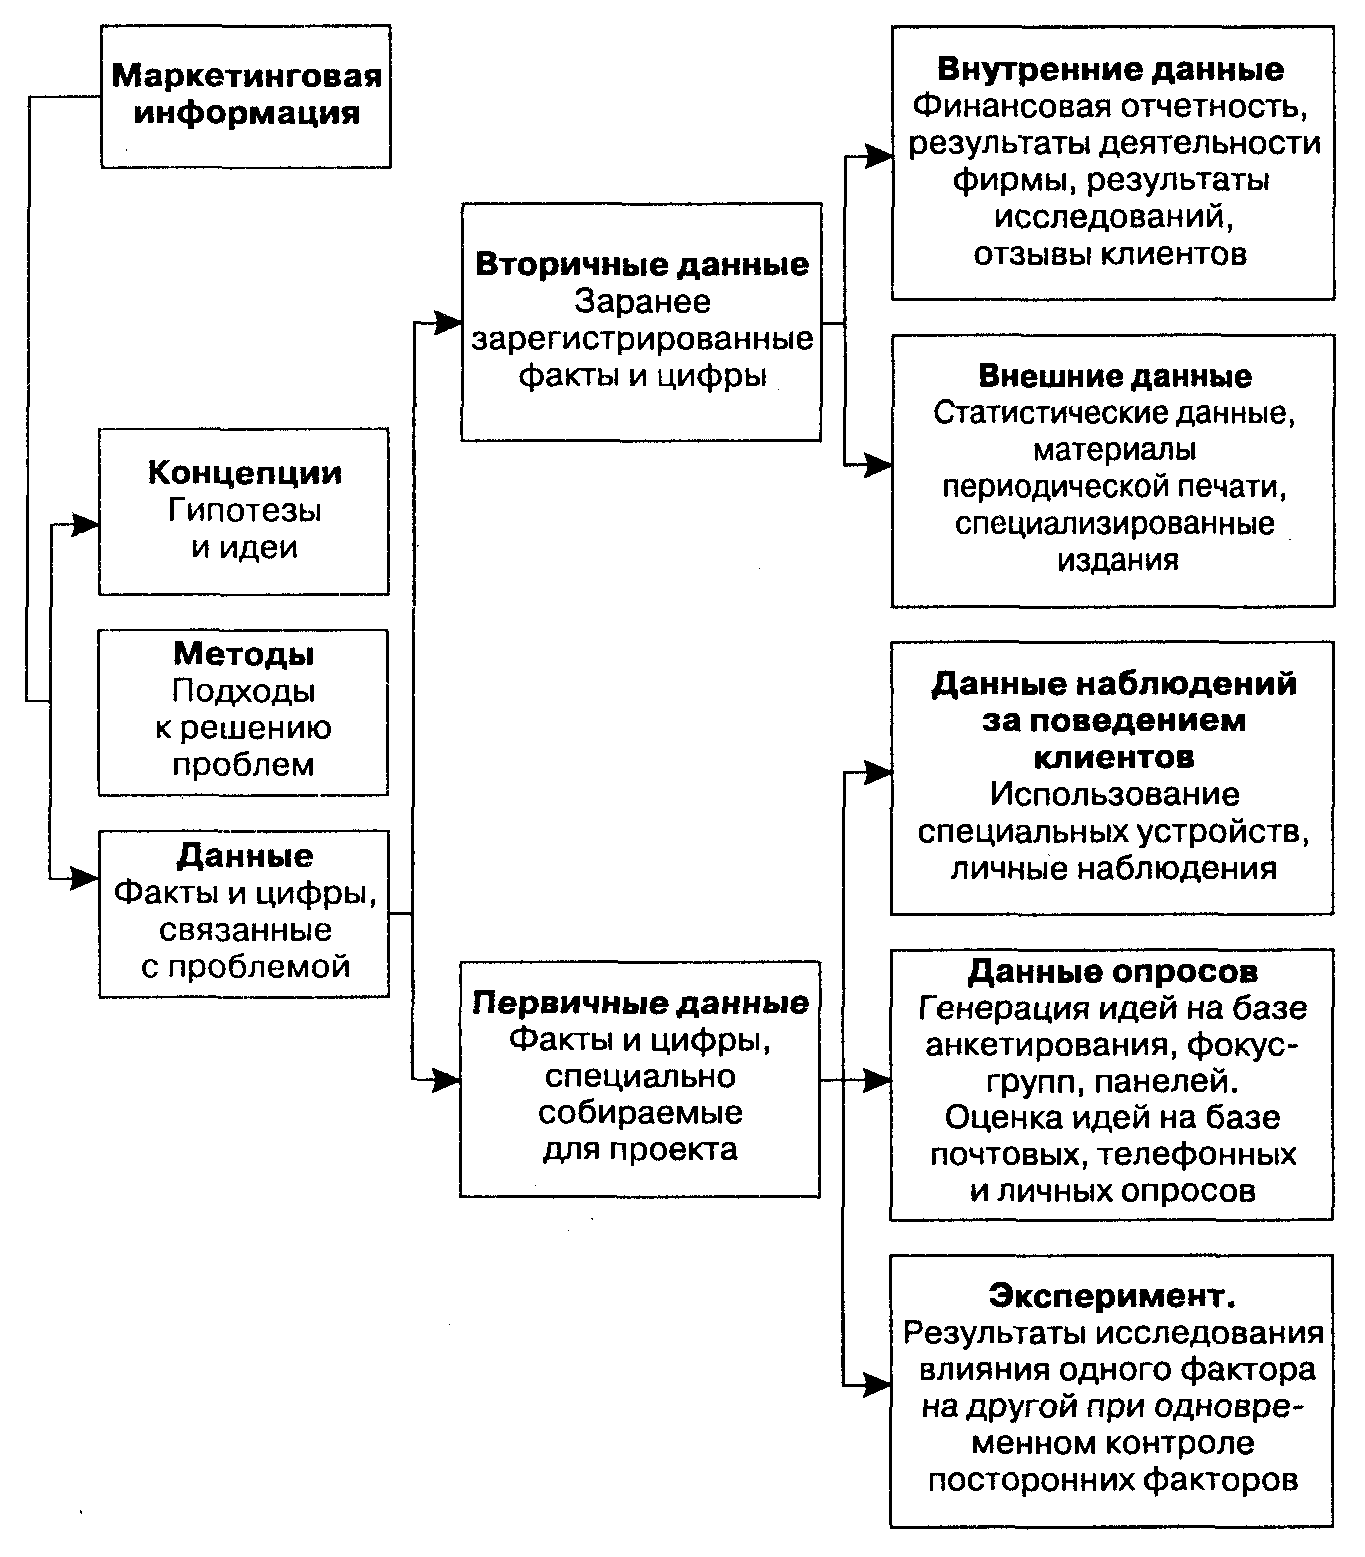 Маркетинговая
информация
Концепции
Гипотезы
и идеи
Методы
Подходы
к решению
проблем
Данные
Факты и цифры,
связанные
с проблемой
Вторичные данные
Заранее
зарегистрированные
факты и цифры
Первичные данные
Факты и цифры,
специально
собираемые
для проекта
Внутренние данные
Финансовая отчетность,
результаты деятельности
фирмы, результаты
исследований,
отзывы клиентов
Внешние данные
Статистические данные,
материалы
периодической печати,
специализированные
издания
Данные наблюдений
за поведением
клиентов
Использование
специальных устройств,
личные наблюдения
Данные опросов
Генерация идей на базе
анкетирования, фокус-
групп, панелей.
Оценка идей на базе
почтовых, телефонных
и личных опросов
Эксперимент.
Результаты исследования
влияния одного фактора
на другой при одновре-
менном контроле
посторонних факторов